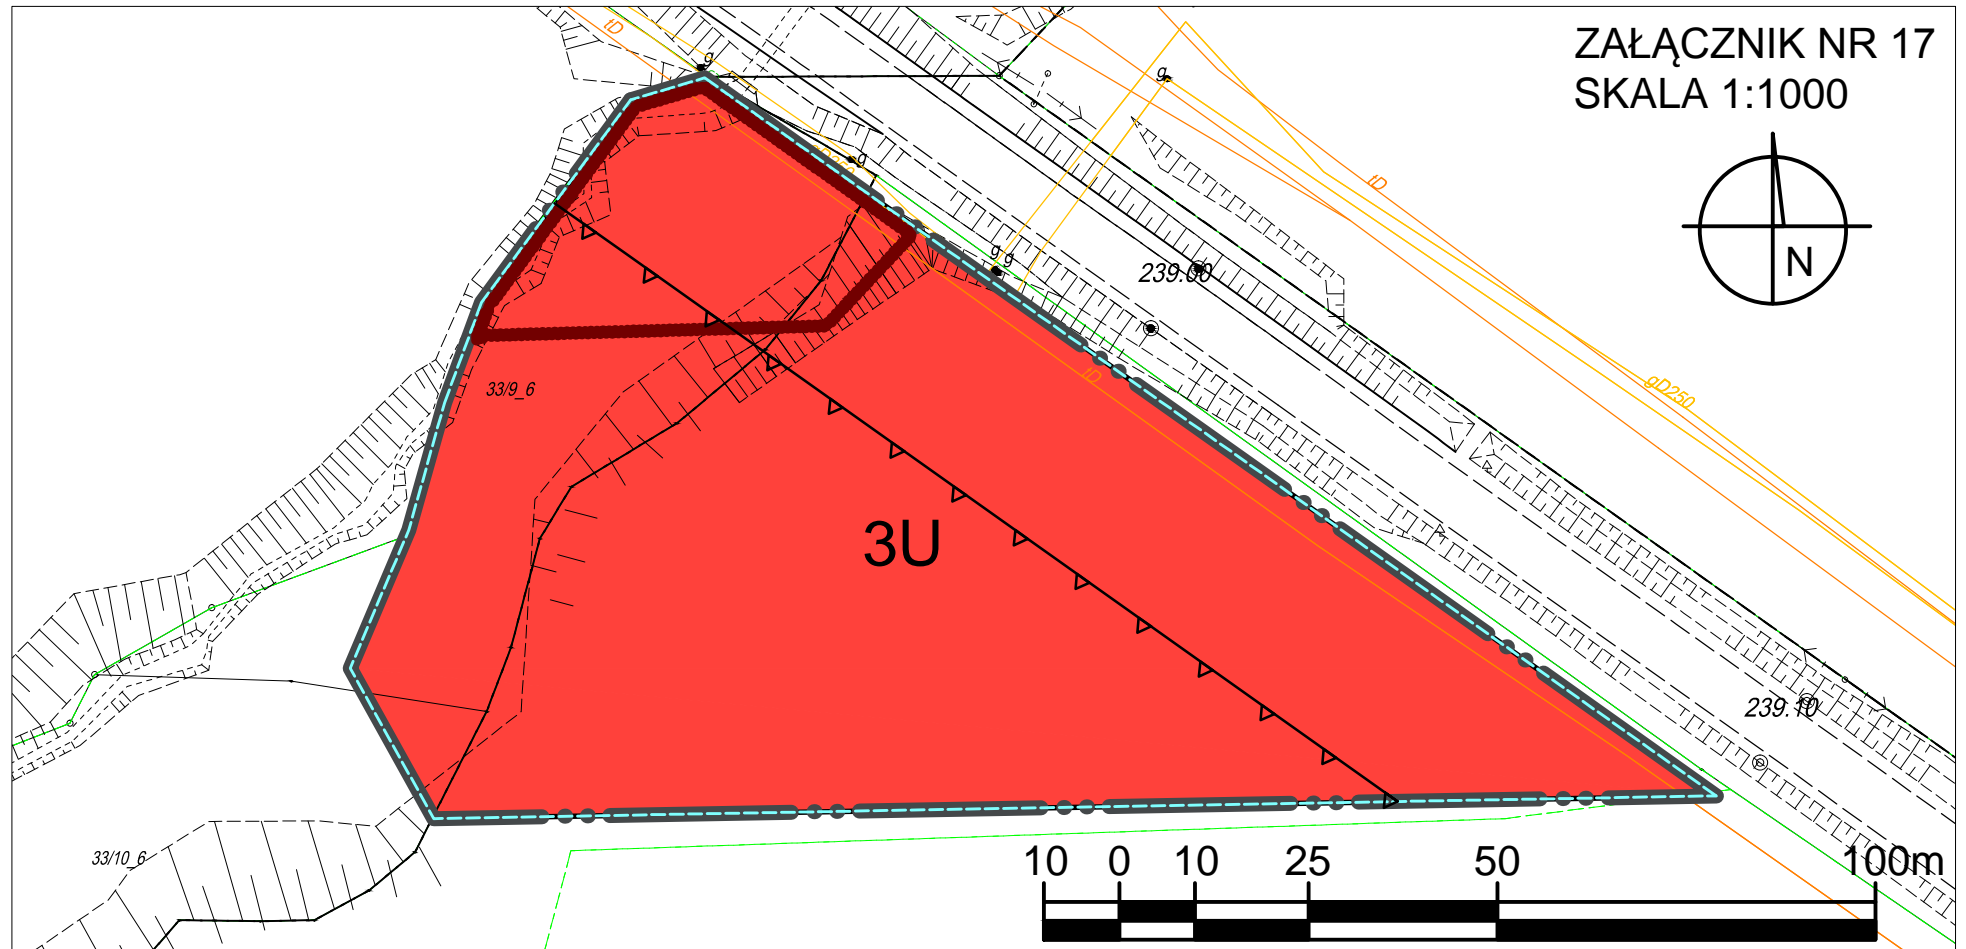 ZAŁĄCZNIK NR 17
SKALA 1:1000
N
tD
g
g
g
g g
tD
239.00
tD
gD250
33/9_6
3U
239.10
33/10_6
10 0 10 25 50 100m